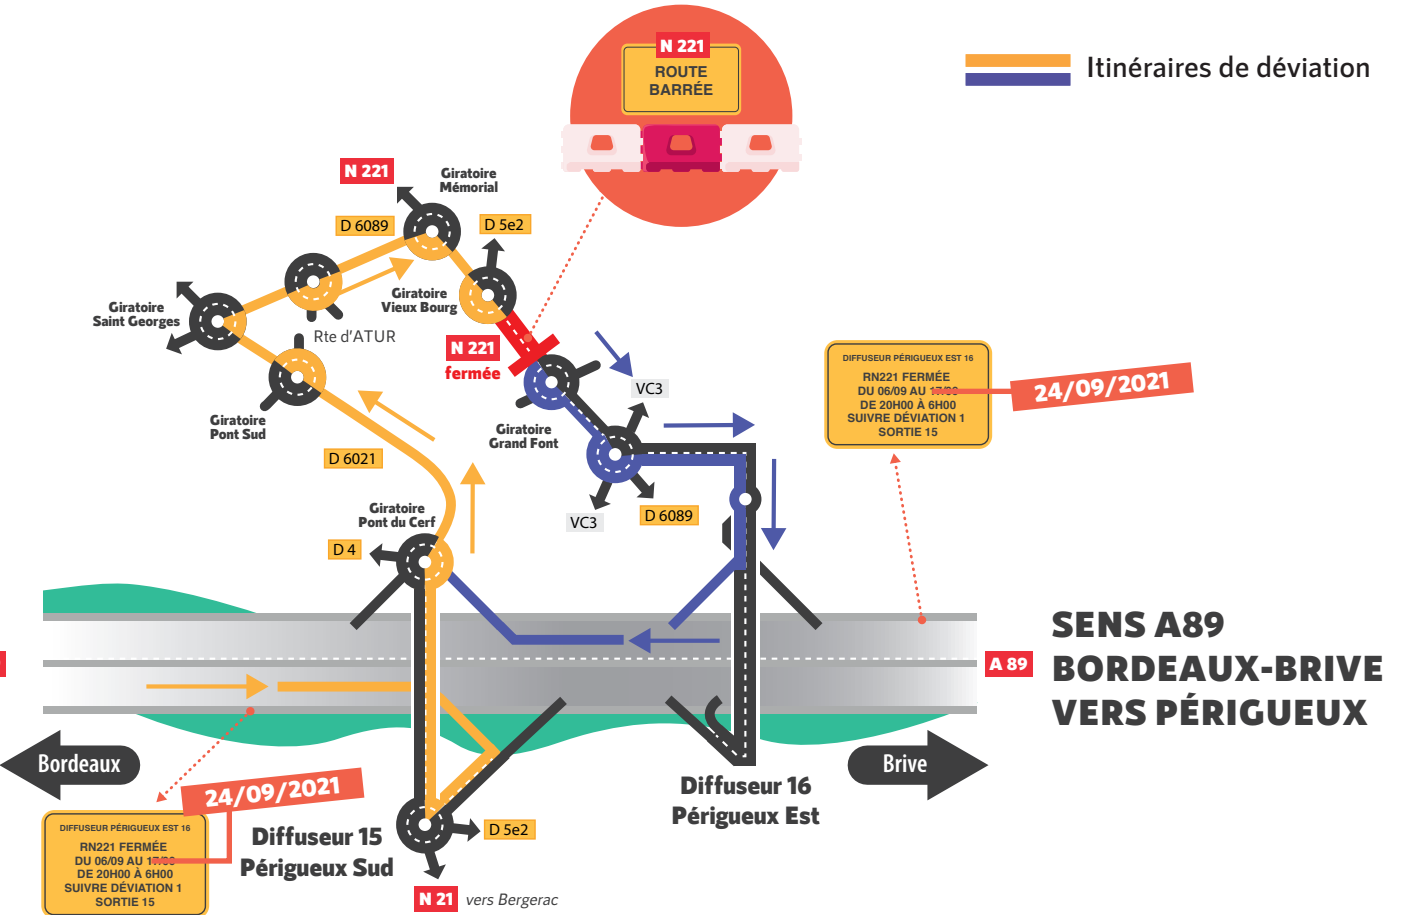 N 221
ROUTE
BARRÉE
Itinéraires de déviation
N 221
Giratoire
Mémorial
D 6089
D 5e2
Giratoire
Saint Georges
Giratoire
Vieux Bourg
Rte d'ATUR
N 221
fermée
VC3
Giratoire
Pont Sud
Giratoire
Grand Font
D 6021
Giratoire
Pont du Cerf
D 4
VC3
D 6089
DIFFUSEUR PÉRIGUEUX EST 16
RN221 FERMÉE
DU 06/09 AU 17/09
DE 20H00 À 6H00
SUIVRE DÉVIATION 1
SORTIE 15
24/09/2021
A 89
SENS A89
BORDEAUX-BRIVE
VERS PÉRIGUEUX
Bordeaux
Brive
24/09/2021
DIFFUSEUR PÉRIGUEUX EST 16
RN221 FERMÉE
DU 06/09 AU 17/09
DE 20H00 À 6H00
SUIVRE DÉVIATION 1
SORTIE 15
Diffuseur 15
Périgueux Sud
Diffuseur 16
Périgueux Est
D 5e2
N 21 vers Bergerac